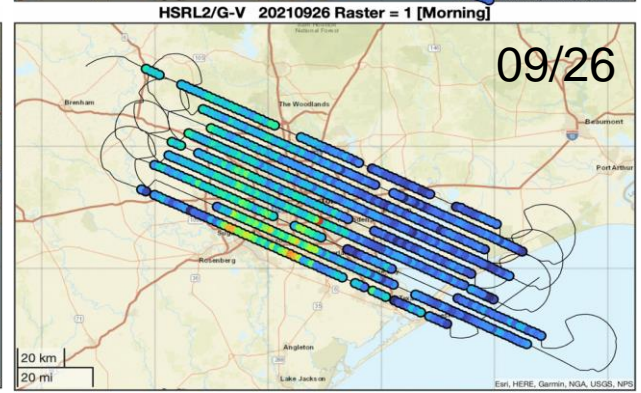 HSRL2/G-V 20210926 Raster = 1 [Morning]
National Forest
09/26
Brenham
The Woodlands
Beaumont
Port Arthur
Rosenberg
Angleton
Lake Jackson
20 km
20 mi
Esri, HERE, Garmin, NGA, USGS, NPS